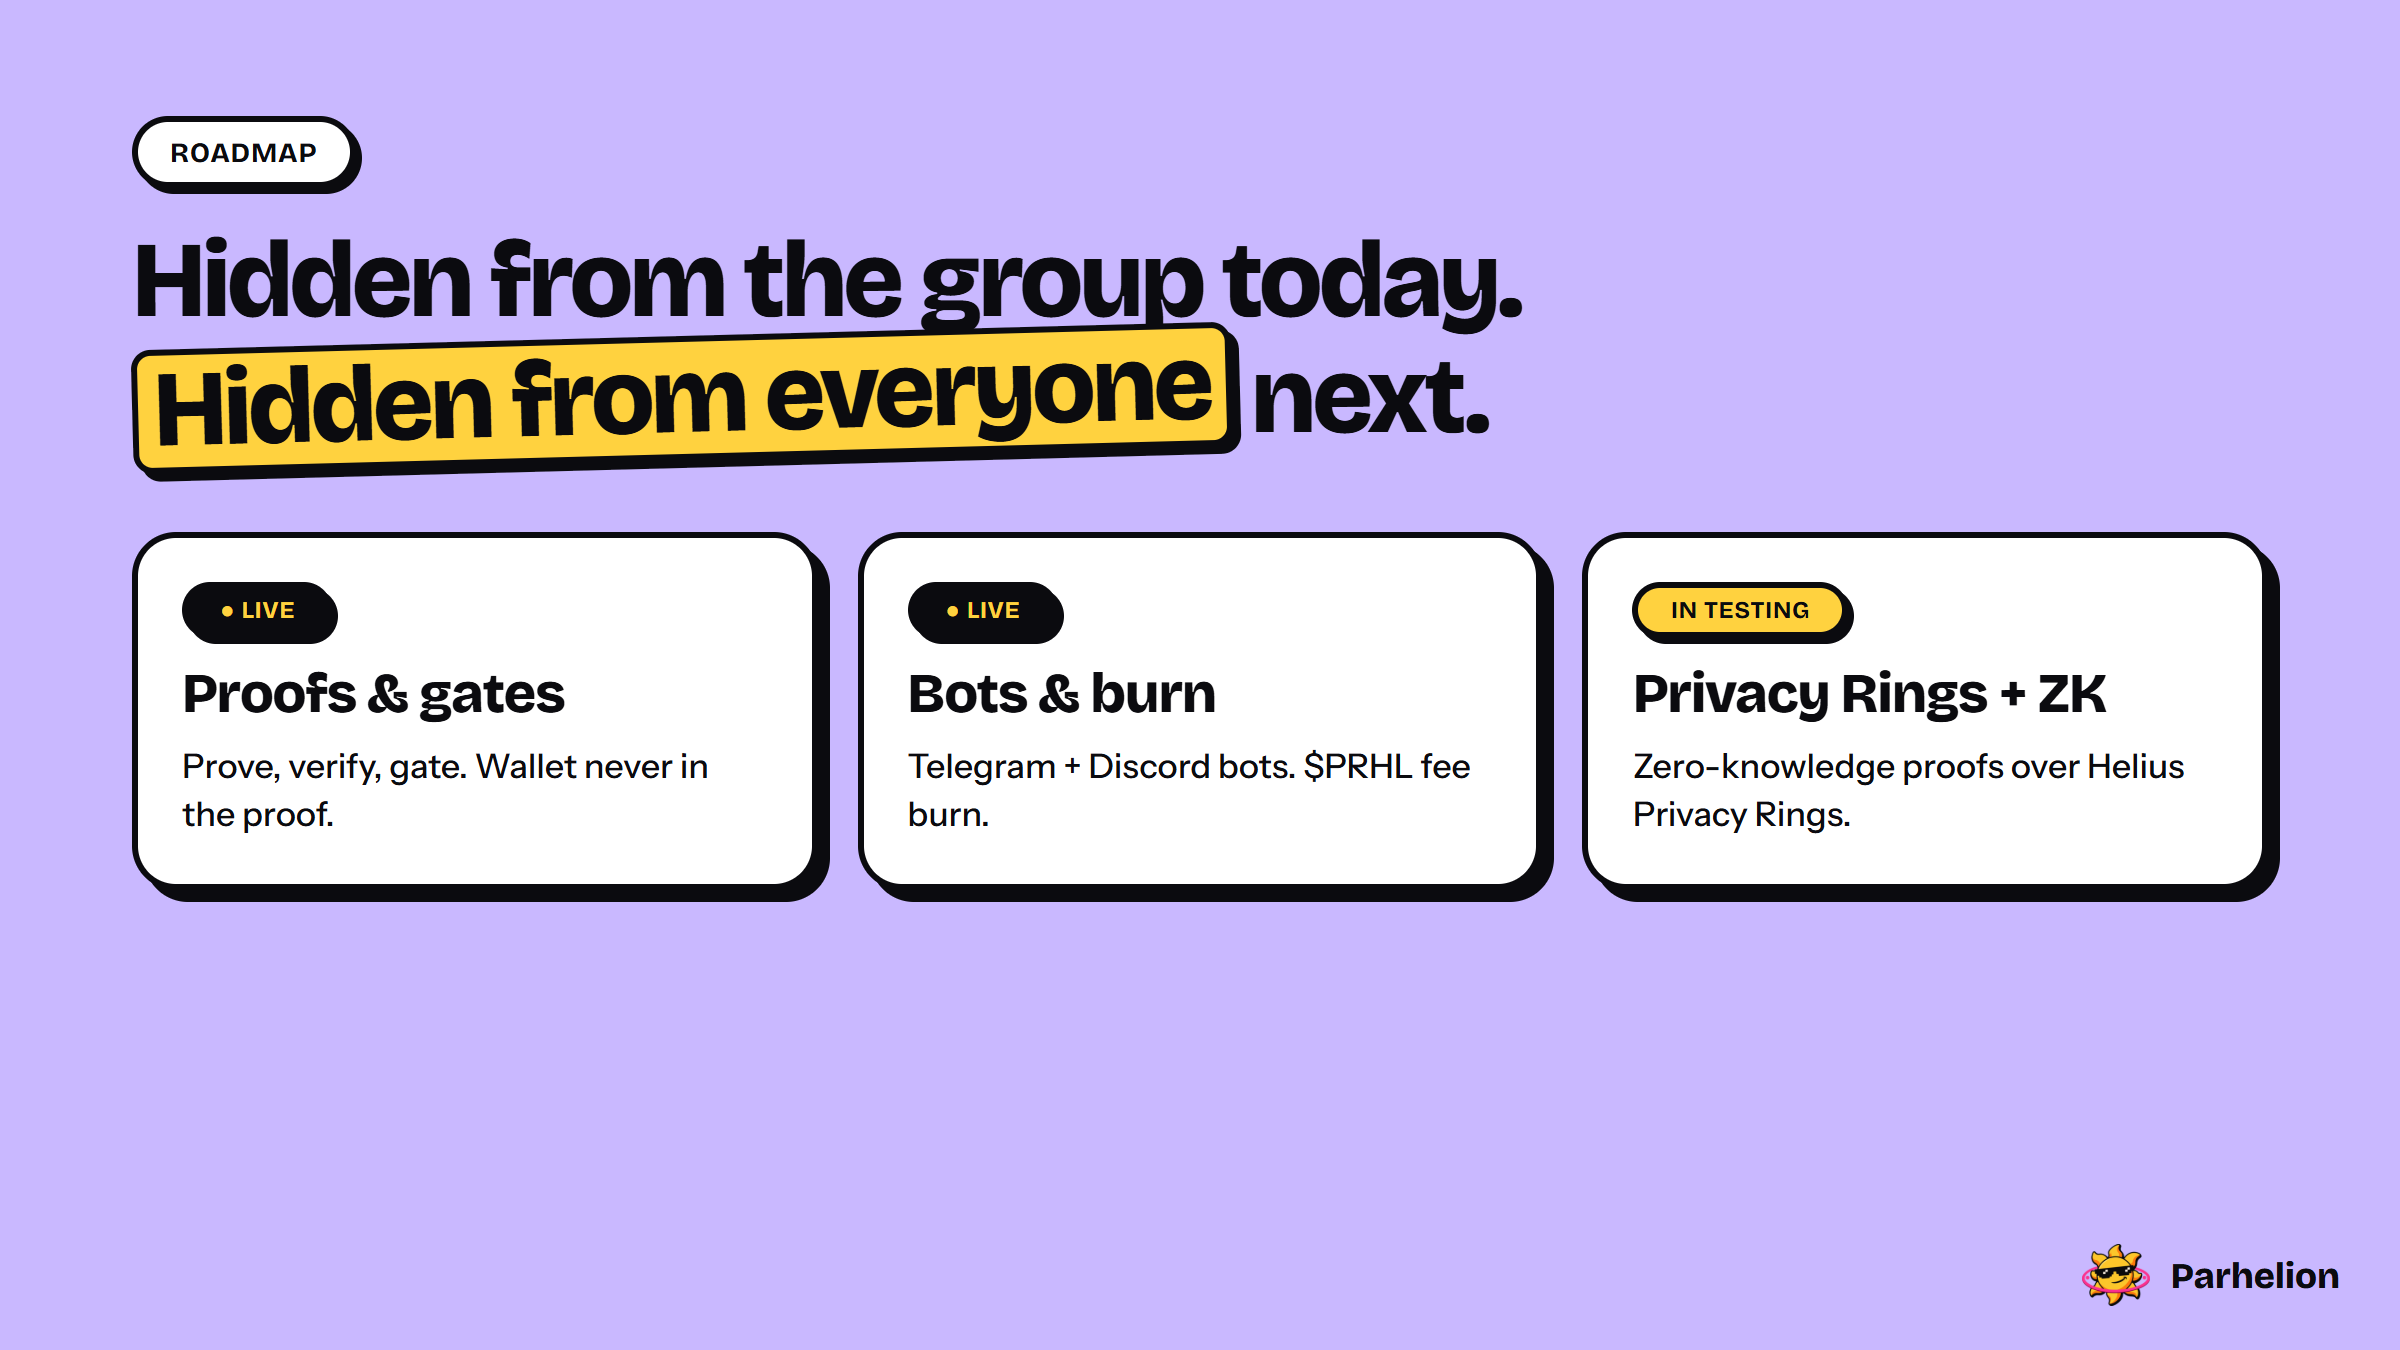 ROADMAP
Hidden from the group today.
Hidden from everyone next.
• LIVE
Proofs & gates
Prove, verify, gate. Wallet never in
the proof.
• LIVE
Bots & burn
Telegram + Discord bots. $PRHL fee
burn.
IN TESTING
Privacy Rings + ZK
Zero-knowledge proofs over Helius
Privacy Rings.
Parhelion